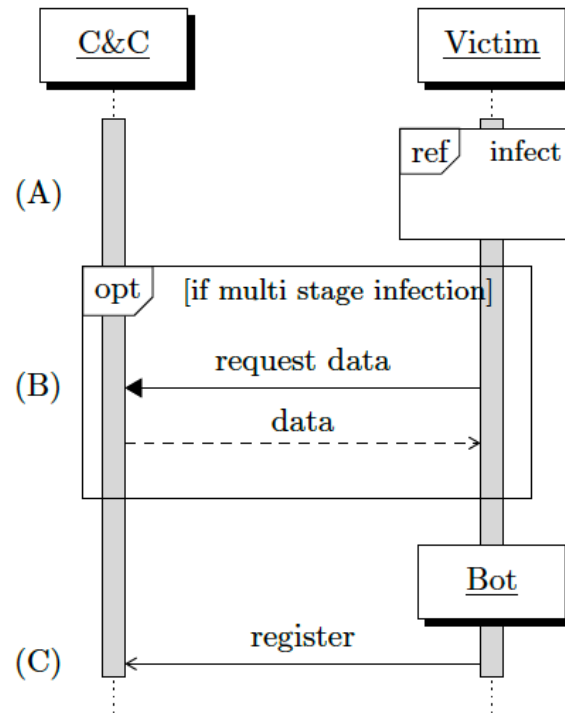 C&C
Victim
ref infect
(A)
opt [if multi stage infection]
request data
(B)
data
Bot
register
(C)